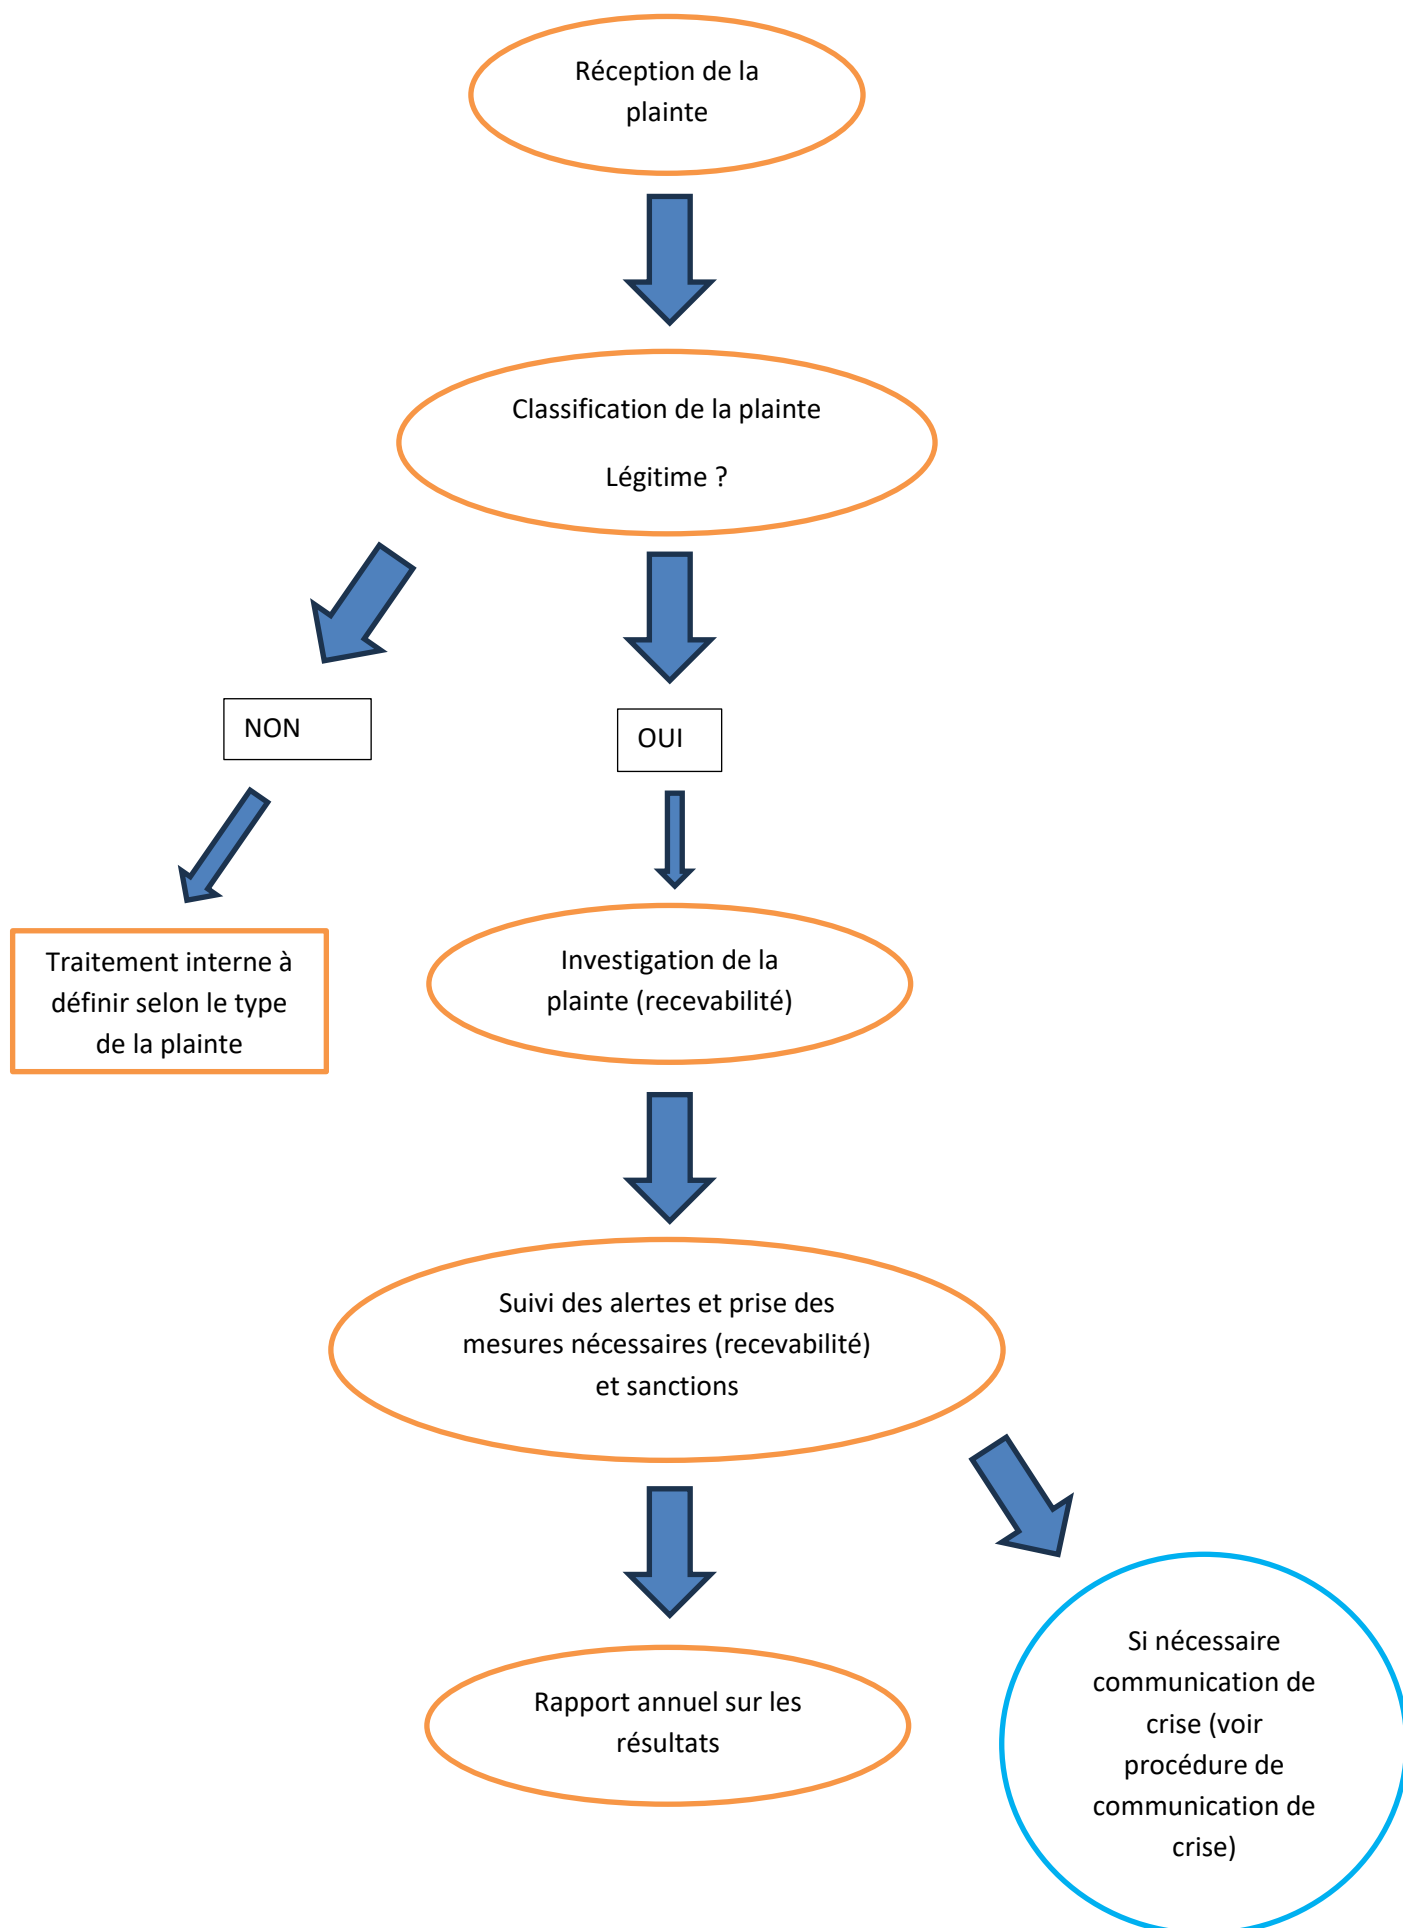 Réception de la
plainte
Classification de la plainte
Légitime ?
NON
OUI
Traitement interne à
définir selon le type
de la plainte
Investigation de la
plainte (recevabilité)
Suivi des alertes et prise des
mesures nécessaires (recevabilité)
et sanctions
Rapport annuel sur les
résultats
Si nécessaire
communication de
crise (voir
procédure de
communication de
crise)